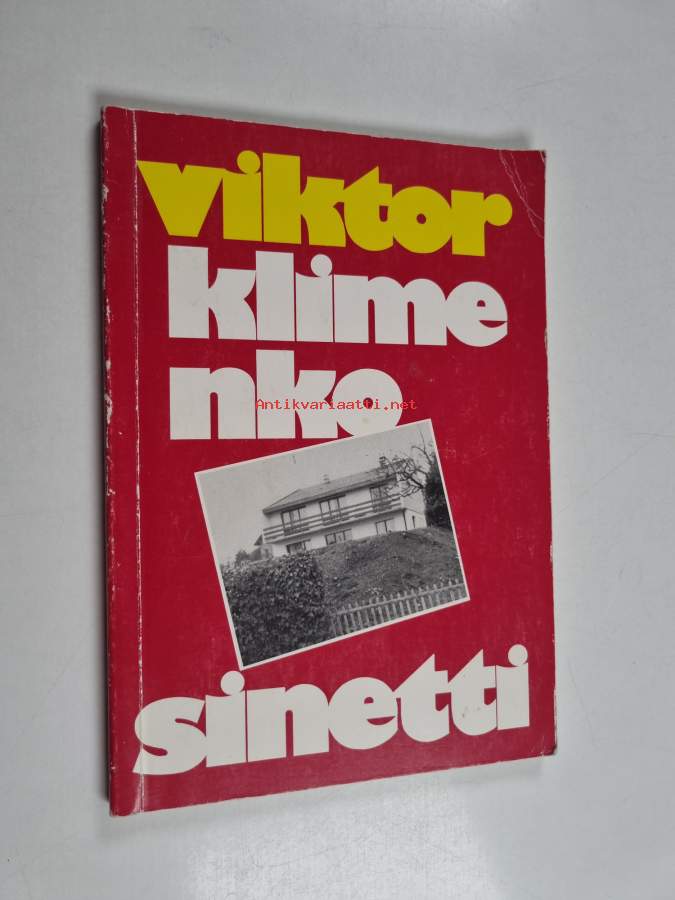 viktor
klime
nko
Antikvariaatti.net
sinetti